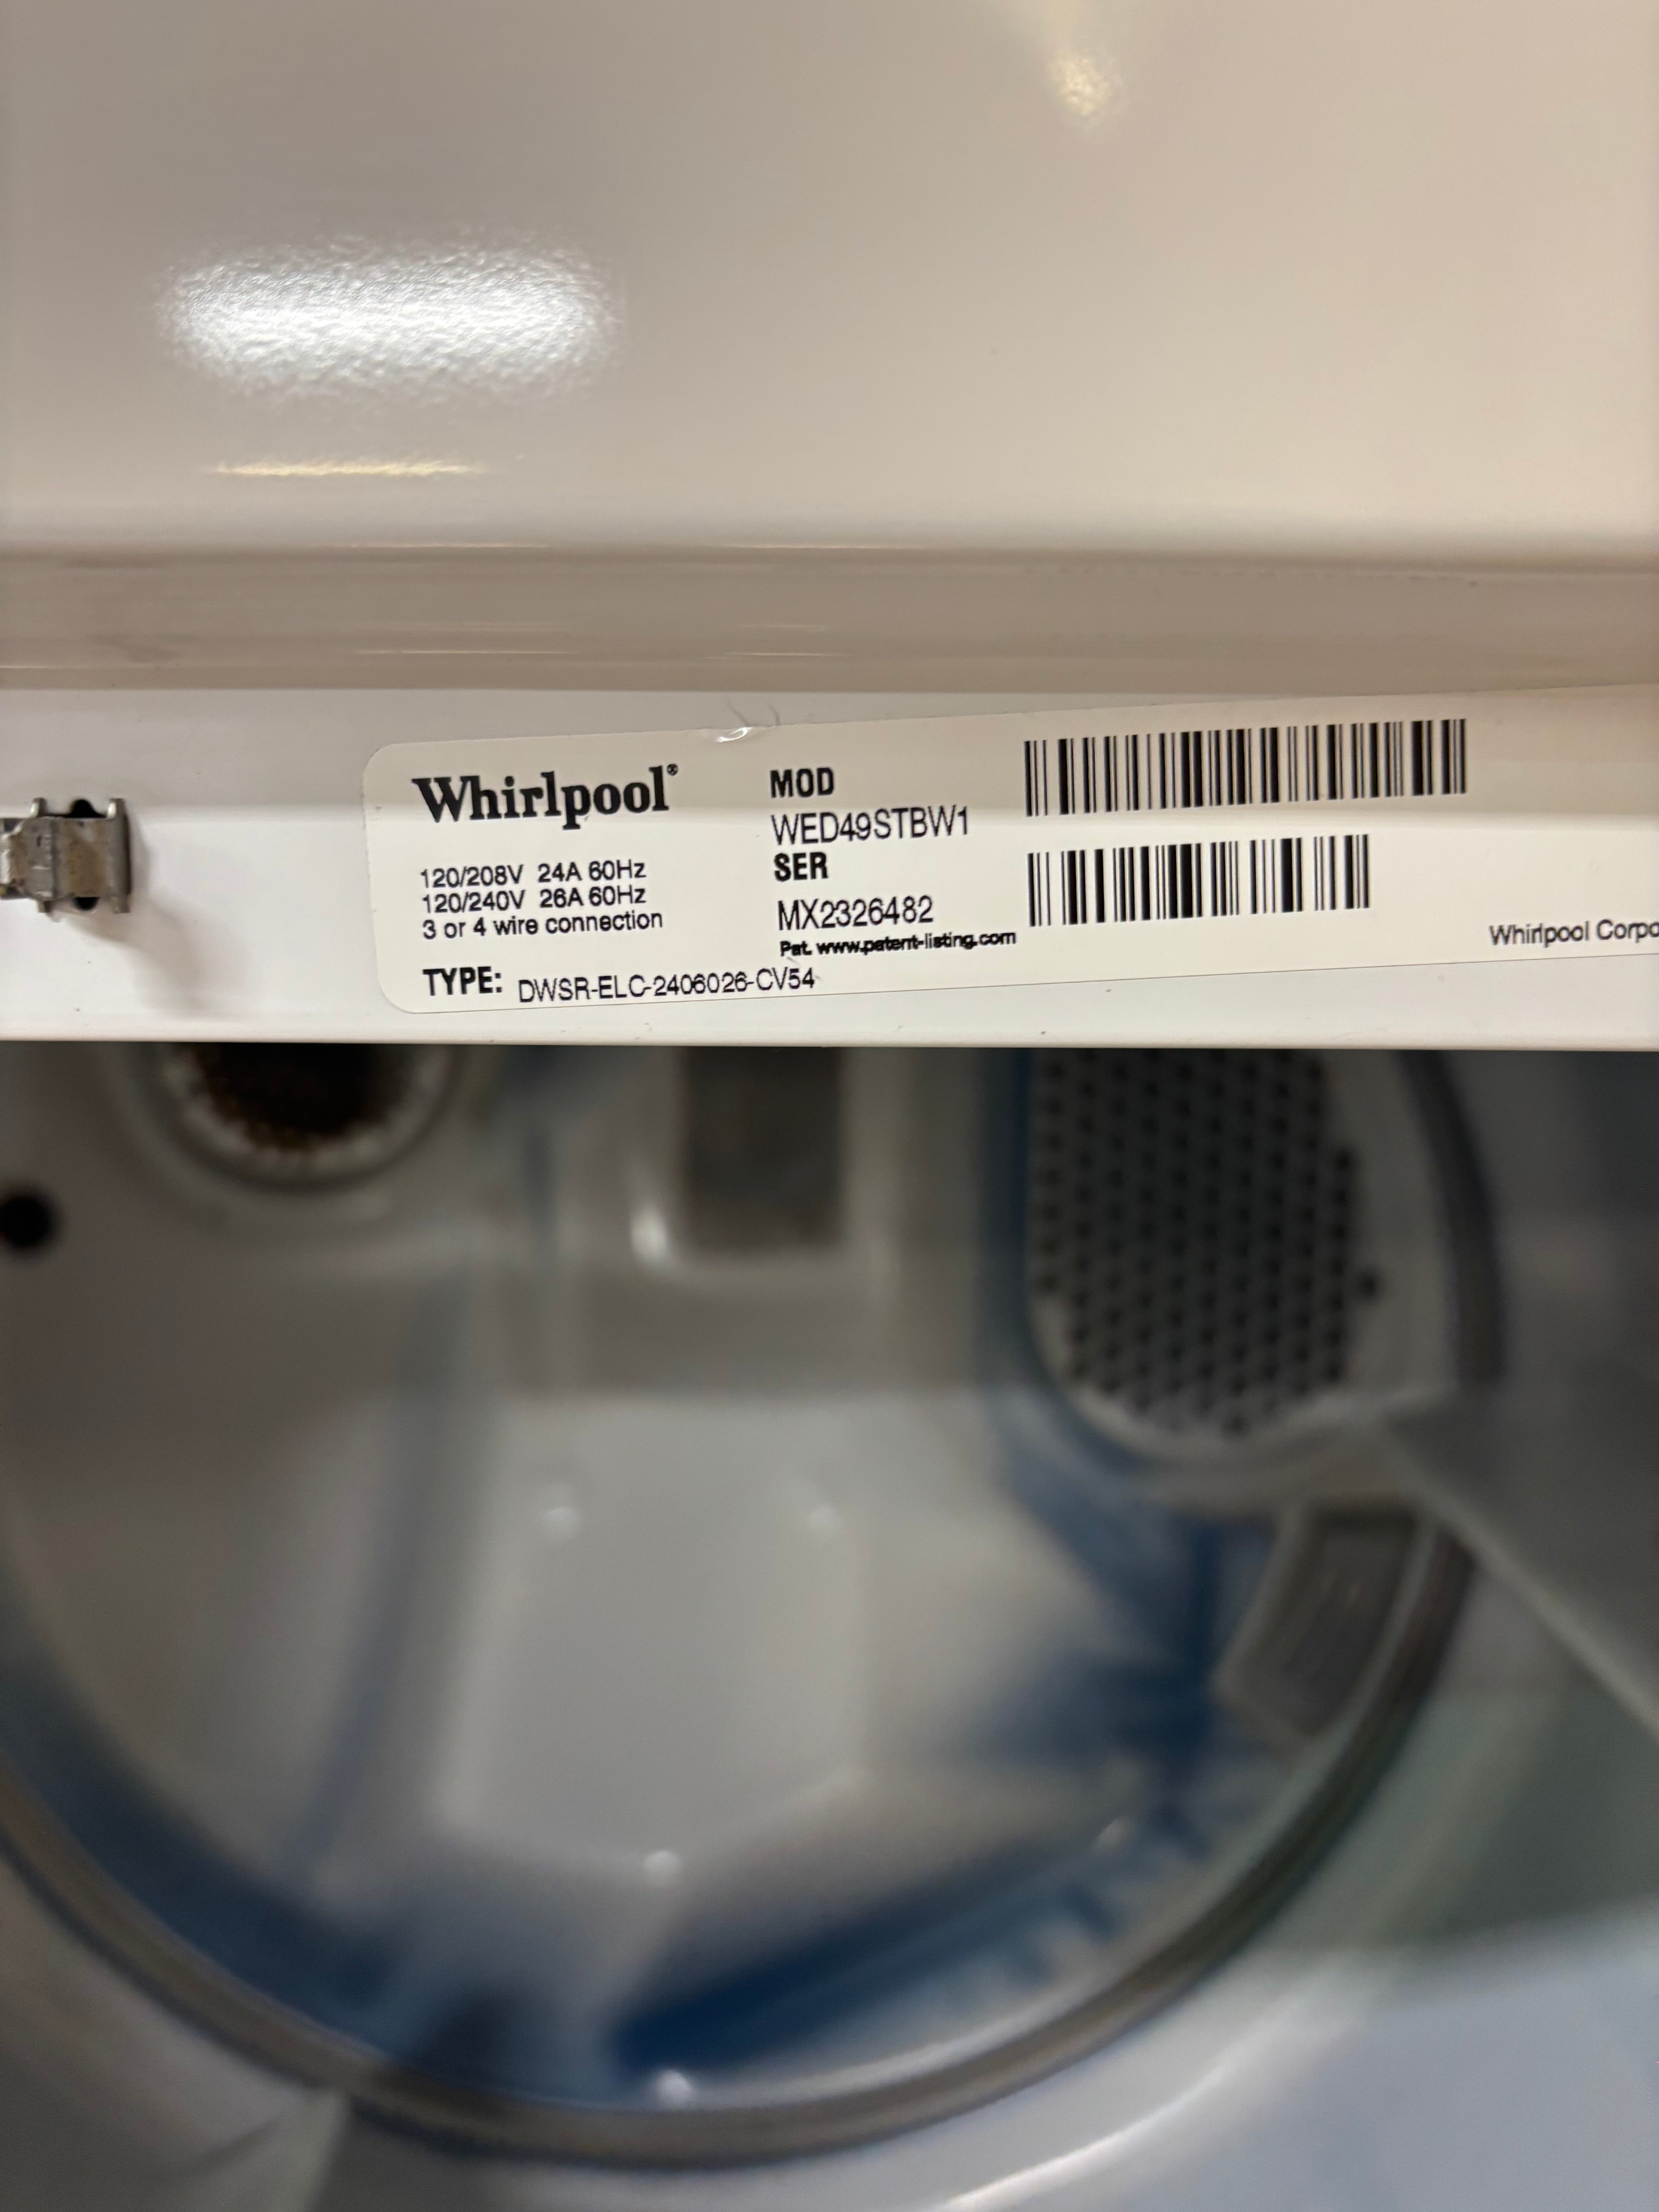 Whirlpool®
120/208V 24A 60Hz
120/240V 26A 60Hz
3 or 4 wire connection
TYPE: DWSR-ELC-2406026-CV54
MOD
WED49STBW1
SER
MX2326482
Pat. www.patent-listing.com
Whirlpool Corpo